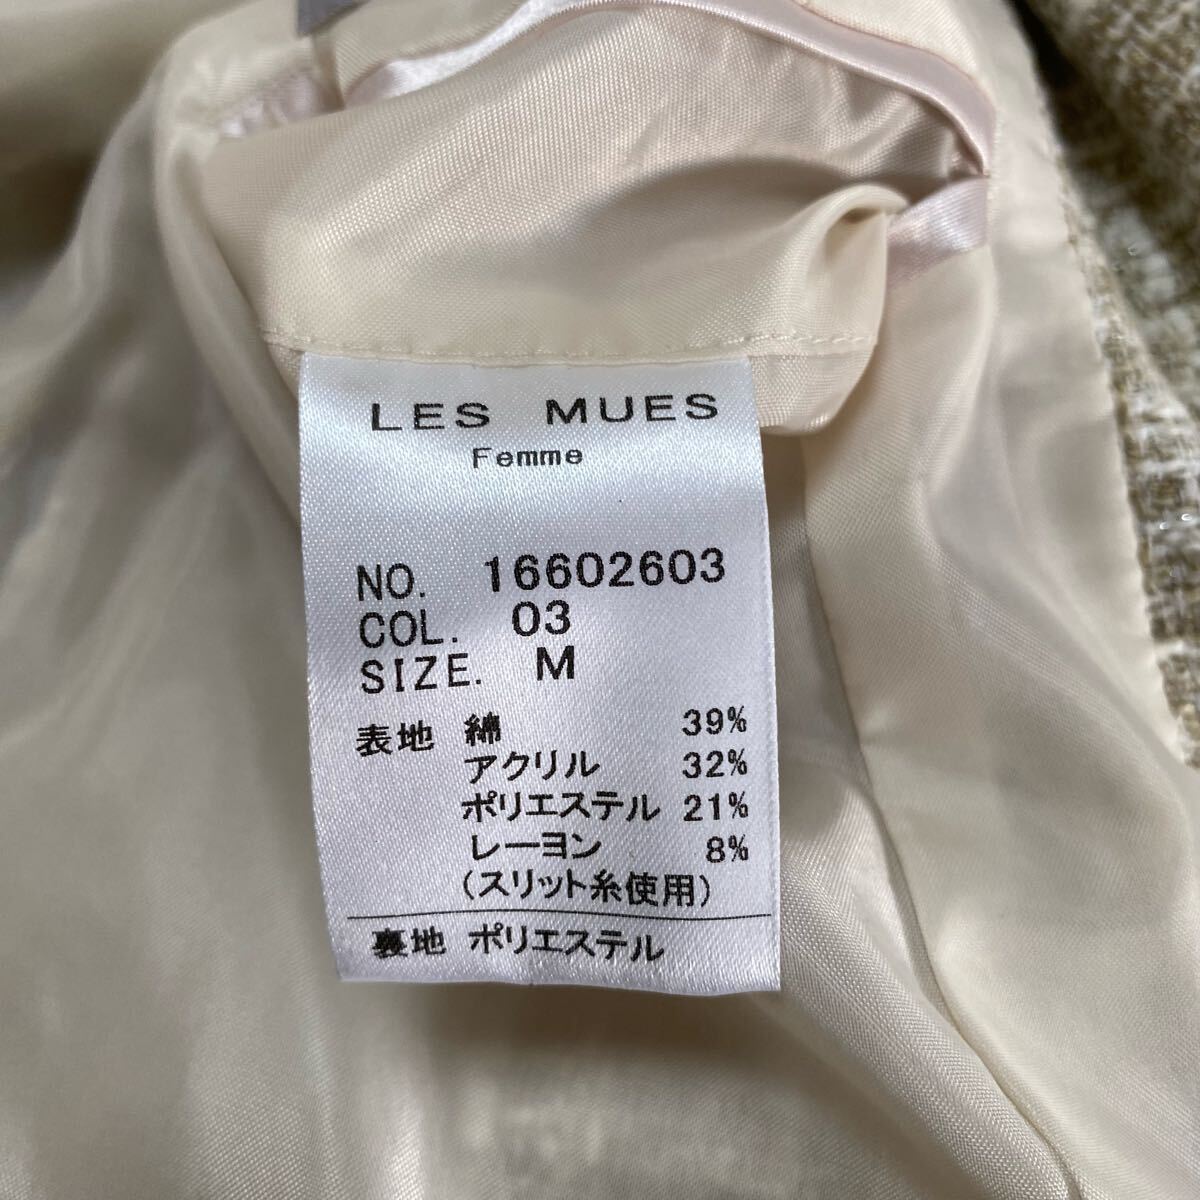 LES MUES
Femme
NO. 16602603
COL. 03
SIZE. M
表地 綿 39%
アクリル 32%
ポリエステル 21%
レーヨン 8%
(スリット糸使用)
裏地 ポリエステル